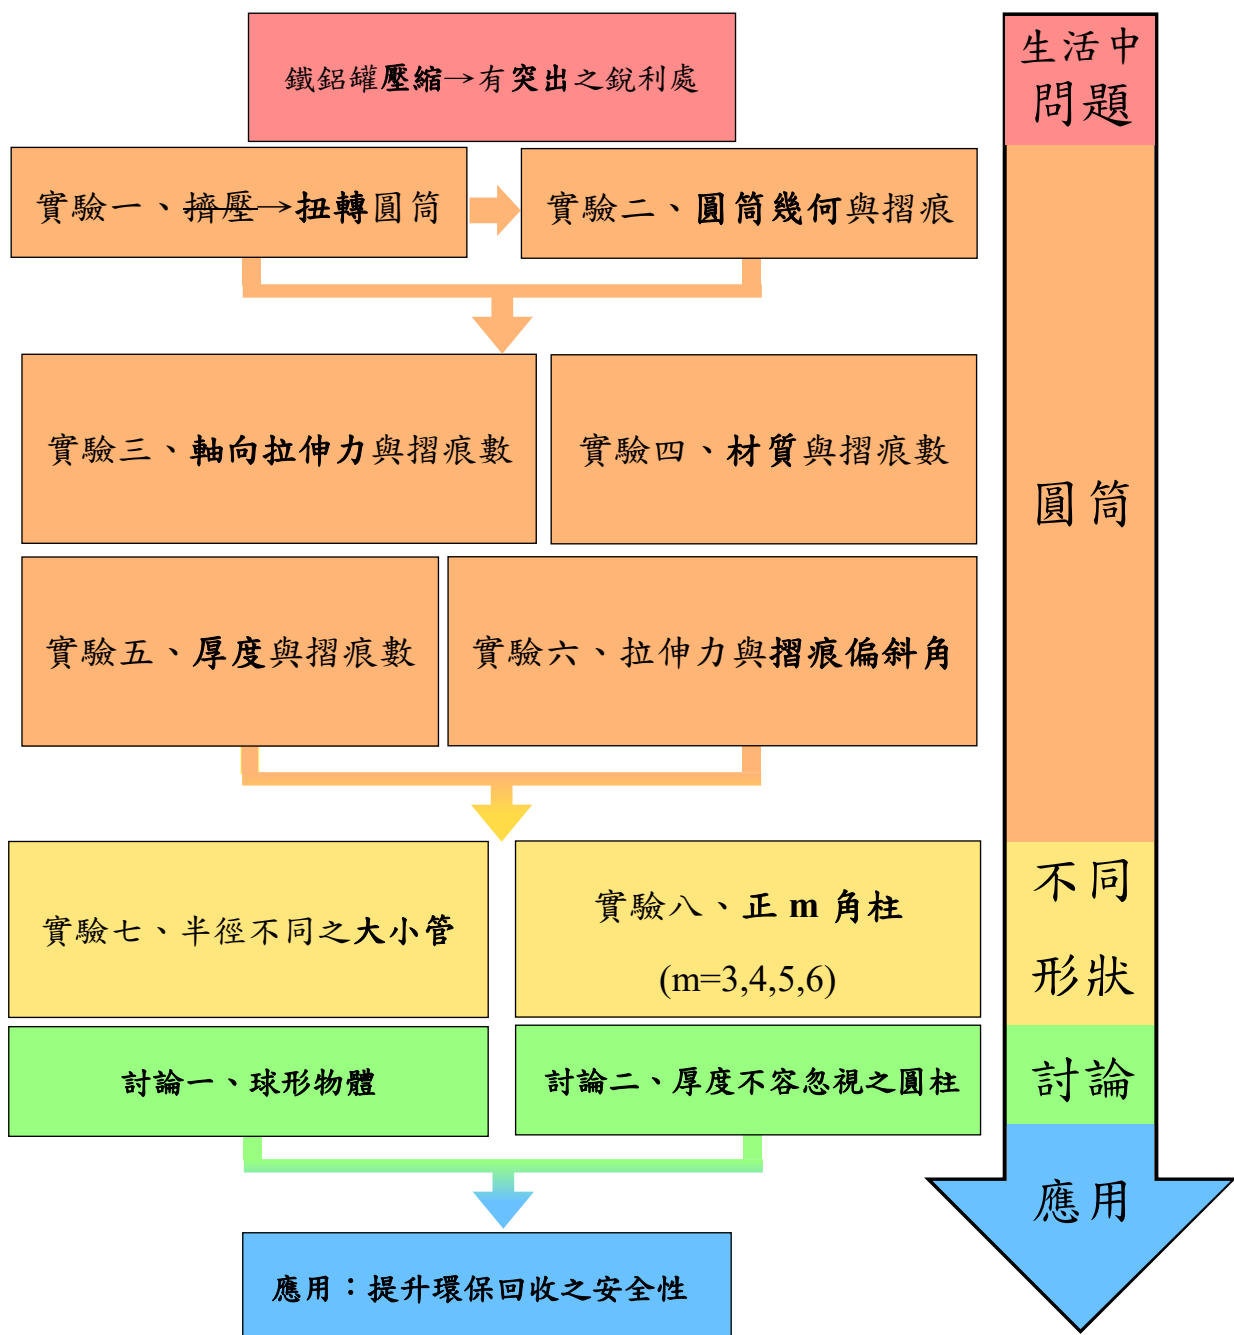 鐵鋁罐壓縮→有突出之銳利處
生活中
問題
實驗一、擠壓→扭轉圓筒
實驗二、圓筒幾何與摺痕
實驗三、軸向拉伸力與摺痕數
實驗四、材質與摺痕數
圓筒
實驗五、厚度與摺痕數
實驗六、拉伸力與摺痕偏斜角
實驗七、半徑不同之大小管
實驗八、正 m 角柱
(m=3,4,5,6)
不同
形狀
討論一、球形物體
討論二、厚度不容忽視之圓柱
討論
應用
應用：提升環保回收之安全性